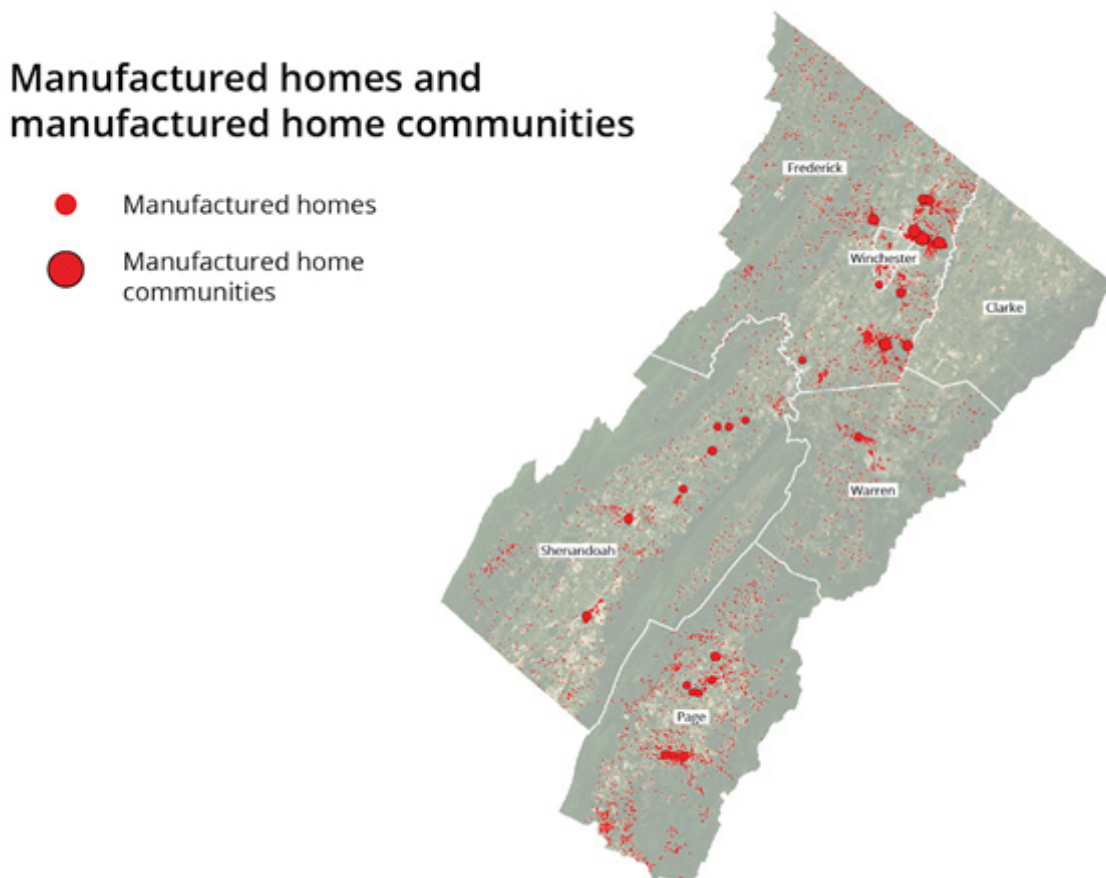 Manufactured homes and
manufactured home communities
Manufactured homes
Manufactured home
communities
Frederick
Winchester
Clarke
Warren
Shenandoah
Page